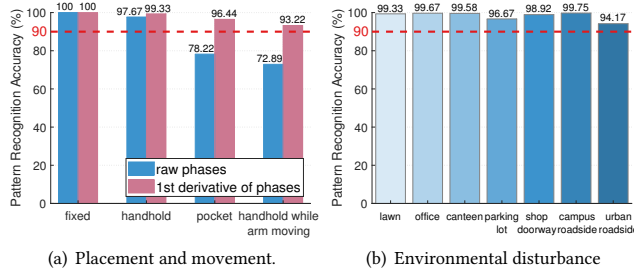 Pattern Recognition Accuracy (%)
100
90
80
60
40
20
0
100 100
97.67 99.33
78.22 96.44
72.89 93.22
raw phases
1st derivative of phases
fixed handhold pocket handhold while
arm moving
(a) Placement and movement.
Pattern Recognition Accuracy (%)
100
90
80
60
40
20
0
99.33 99.67 99.58 96.67 98.92 99.75 94.17
lawn office canteen parking shop campus urban
lot doorway roadside roadside
(b) Environmental disturbance